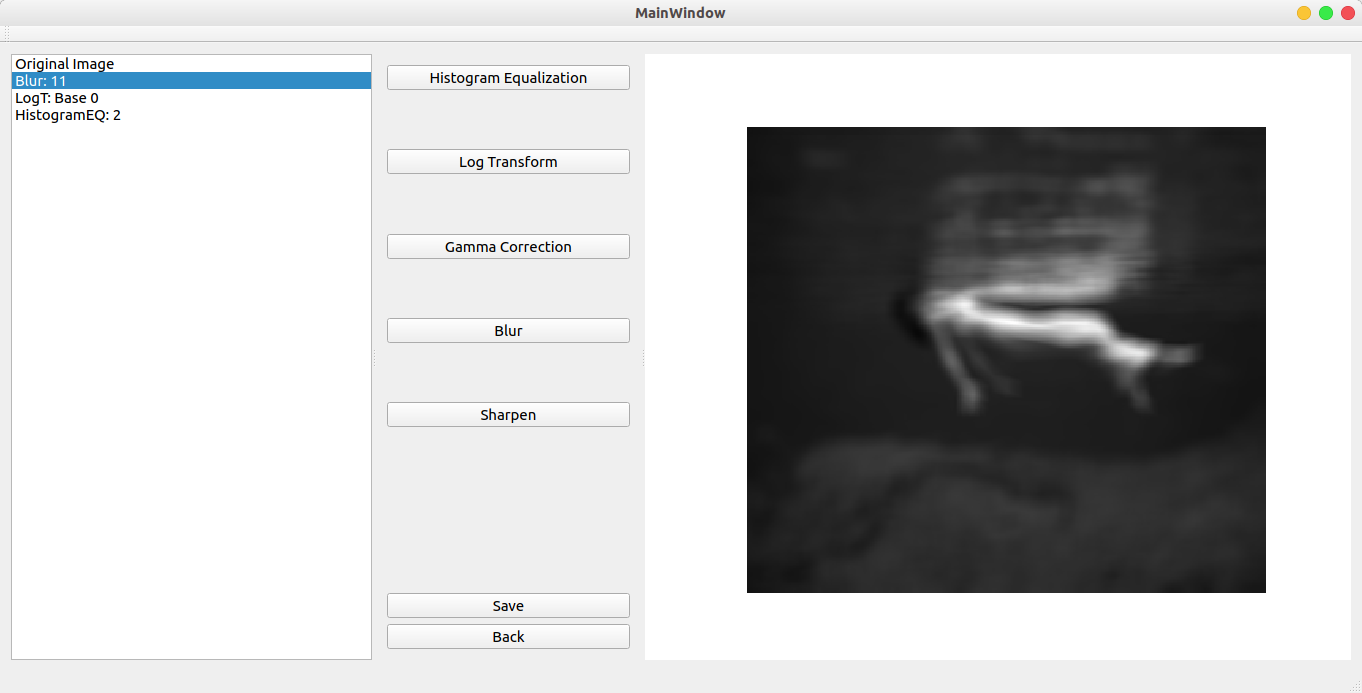 MainWindow
Original Image
Blur: 11
LogT: Base 0
HistogramEQ: 2
Histogram Equalization
Log Transform
Gamma Correction
Blur
Sharpen
Save
Back